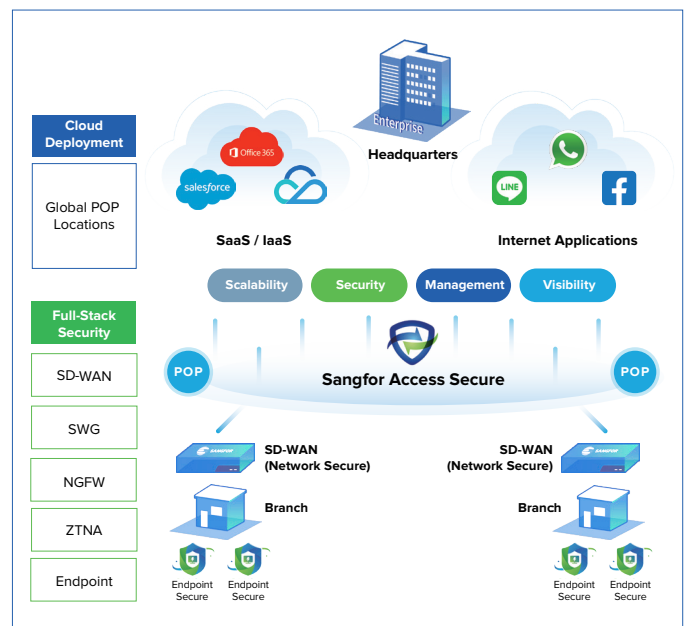 Cloud
Deployment
Global POP
Locations
Full-Stack
Security
SD-WAN
SWG
NGFW
ZTNA
Endpoint
Enterprise
Headquarters
Office 365
salesforce
SaaS / IaaS
LINE
Internet Applications
Scalability
Security
Management
Visibility
POP
Sangfor Access Secure
POP
SANGFOR
SD-WAN
(Network Secure)
Branch
Endpoint
Secure
Endpoint
Secure
SD-WAN
(Network Secure)
SANGFOR
Branch
Endpoint
Secure
Endpoint
Secure